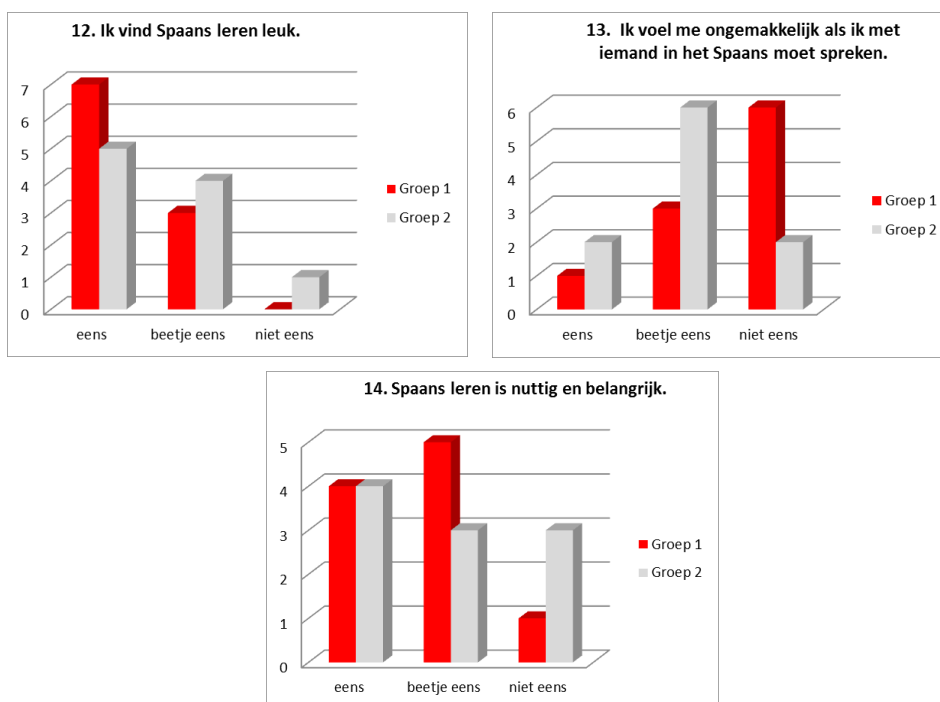 12. Ik vind Spaans leren leuk.
7
6
5
4
3
2
1
0
eens beetje eens niet eens
Groep 1
Groep 2
13. Ik voel me ongemakkelijk als ik met
iemand in het Spaans moet spreken.
6
5
4
3
2
1
0
eens beetje eens niet eens
Groep 1
Groep 2
14. Spaans leren is nuttig en belangrijk.
5
4
3
2
1
0
eens beetje eens niet eens
Groep 1
Groep 2